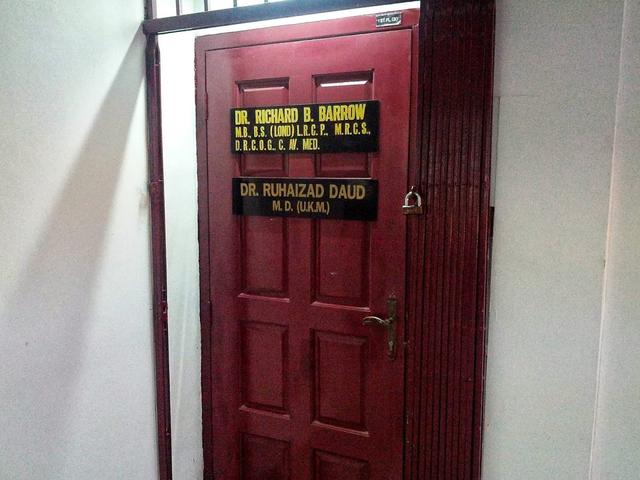 DR. RICHARD B. BARROW
M.B., B.S. (LOND) L.R.C.P., M.R.C.S.,
D.R.C.O.G., C. AV. MED.
DR. RUHAIZAD DAUD
M. D. (U.K.M.)